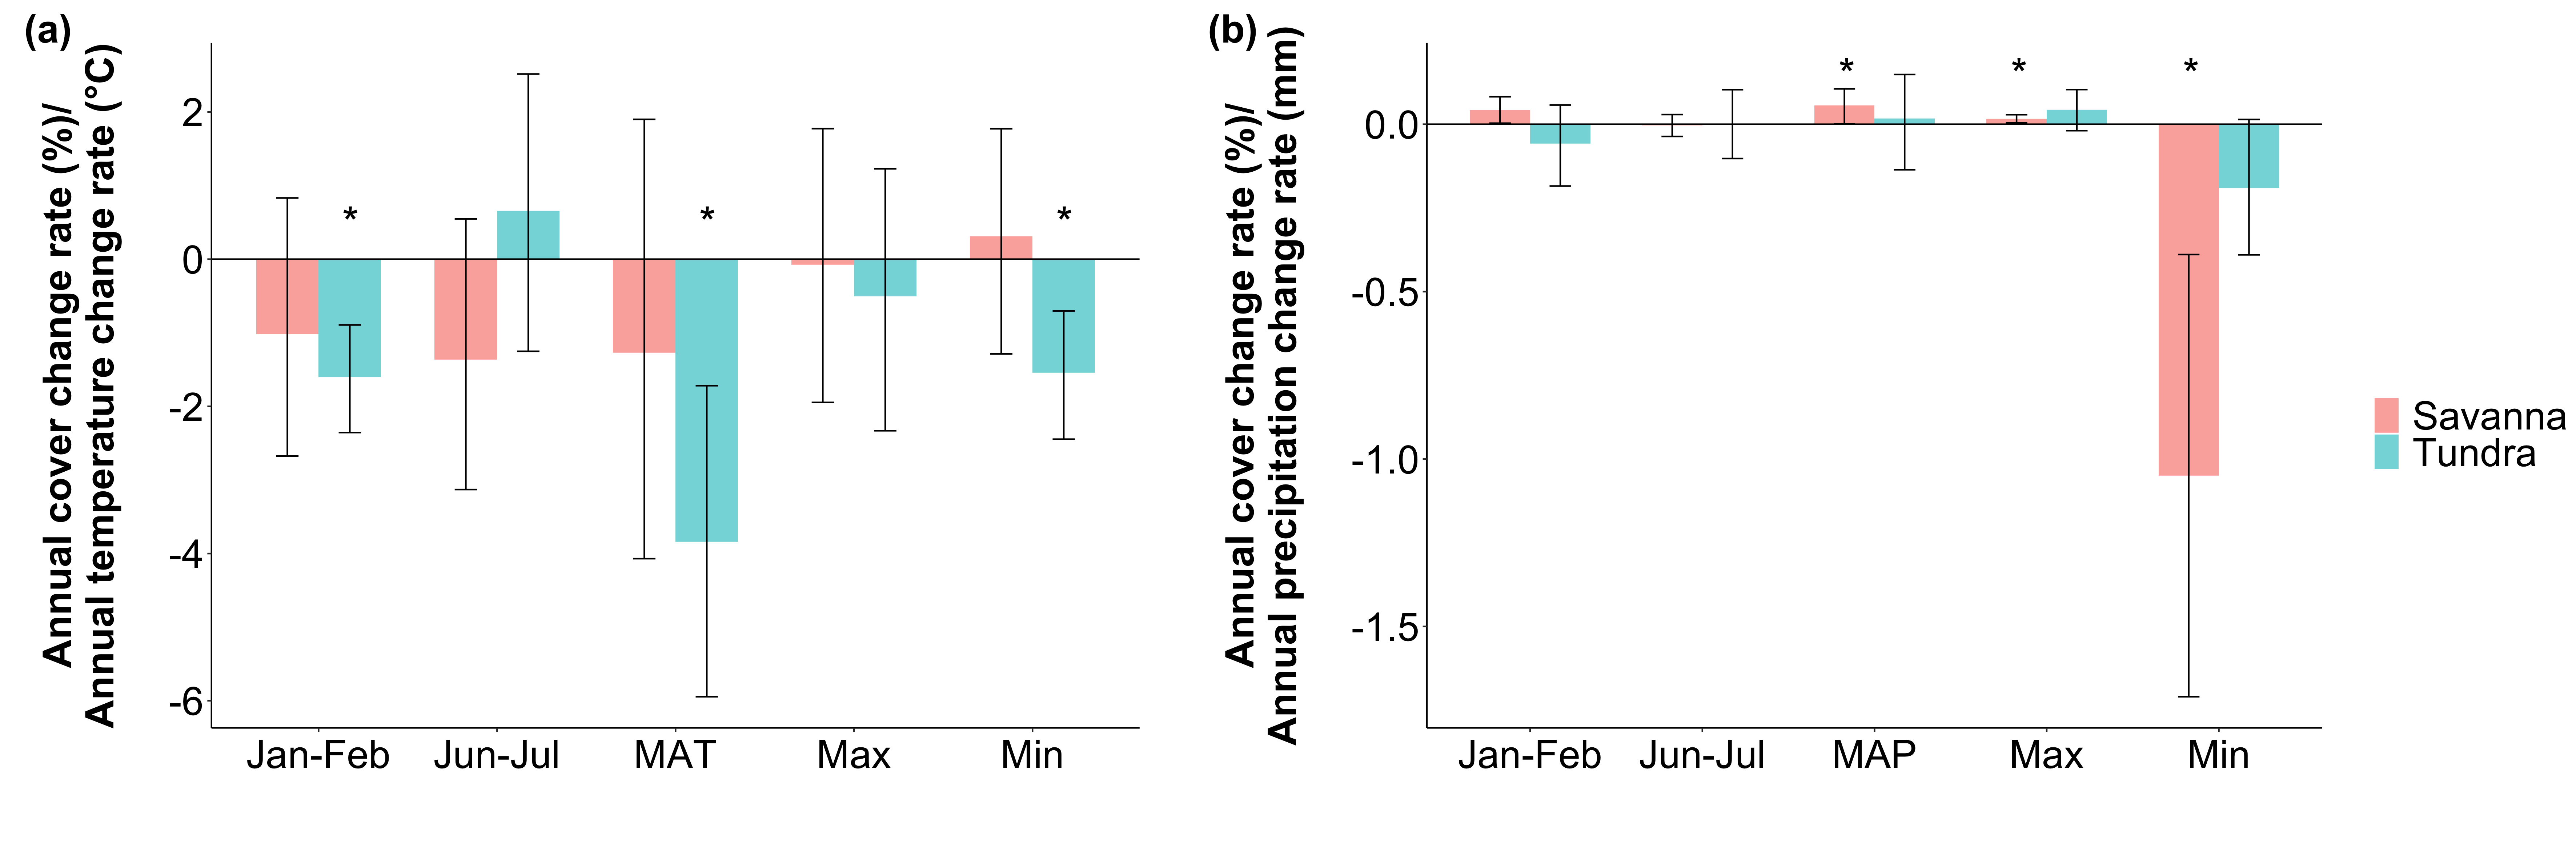 (a)
Annual cover change rate (%)/
Annual temperature change rate (°C)
2
0
-2
-4
-6
Jan-Feb Jun-Jul MAT Max Min
* * *
(b)
Annual cover change rate (%)/
Annual precipitation change rate (mm)
0.0
-0.5
-1.0
-1.5
Jan-Feb Jun-Jul MAP Max Min
* * *
Savanna
Tundra